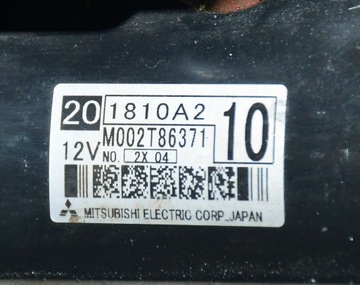 20 1810A2 10
12V M002T86371
NO. 2X 04
MITSUBISHI ELECTRIC CORP., JAPAN